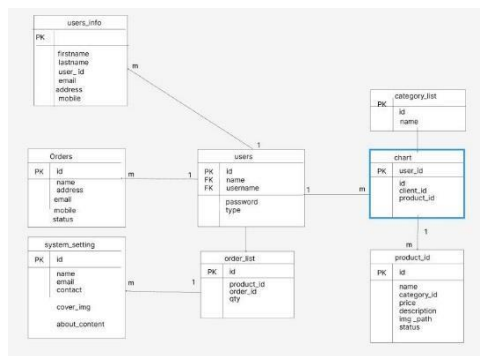 users_info
PK
firstname
lastname
user_ id
email
address
mobile
m
1
category_list
PK
id
name
Orders
PK id
name
address
email
mobile
status
m
1
users
PK id
FK name
FK username
password
type
1
m
chart
PK user_id
id
client_id
product_id
1
m
system_setting
PK id
name
email
contact
cover_img
about_content
m
1
order_list
PK id
product_id
order_id
qty
product_id
PK id
name
category_id
price
description
img _path
status